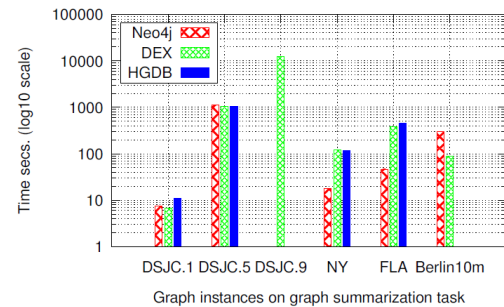 100000
10000
1000
100
10
1
Time secs. (log10 scale)
Neo4j
DEX
HGDB
DSJC.1 DSJC.5 DSJC.9 NY FLA Berlin10m
Graph instances on graph summarization task